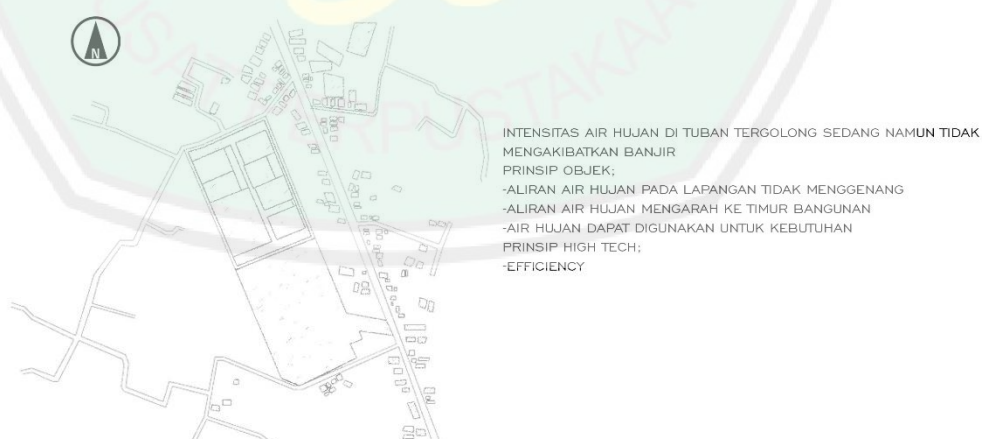 N
INTENSITAS AIR HUJAN DI TUBAN TERGOLONG SEDANG NAMUN TIDAK
MENGAKIBATKAN BANJIR
PRINSIP OBJEK;
-ALIRAN AIR HUJAN PADA LAPANGAN TIDAK MENGGENANG
-ALIRAN AIR HUJAN MENGARAH KE TIMUR BANGUNAN
-AIR HUJAN DAPAT DIGUNAKAN UNTUK KEBUTUHAN
PRINSIP HIGH TECH;
-EFFICIENCY